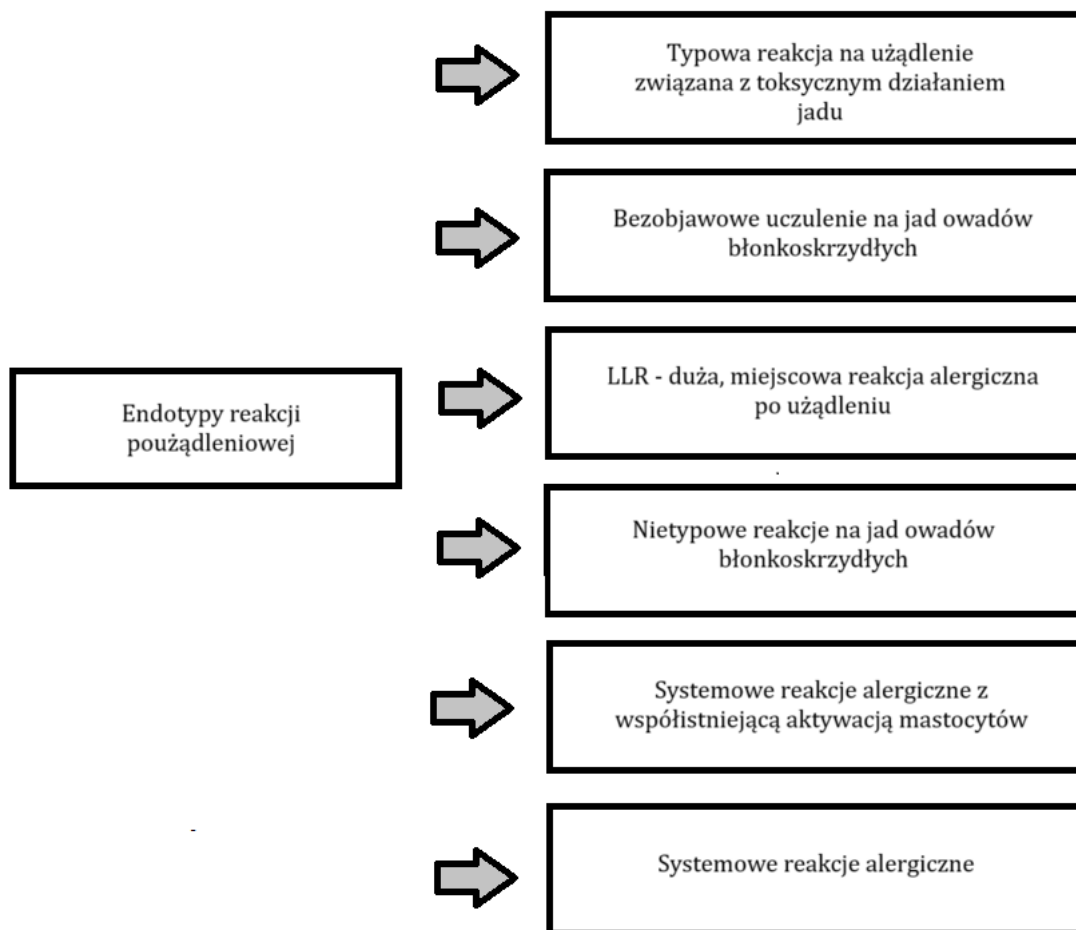 Typowa reakcja na użądlenie
związana z toksycznym działaniem
jadu
Bezobjawowe uczulenie na jad owadów
błonkoskrzydłych
LLR - duża, miejscowa reakcja alergiczna
po użądleniu
Endotypy reakcji
poużądleniowej
Nietypowe reakcje na jad owadów
błonkoskrzydłych
Systemowe reakcje alergiczne z
współistniejącą aktywacją mastocytów
Systemowe reakcje alergiczne